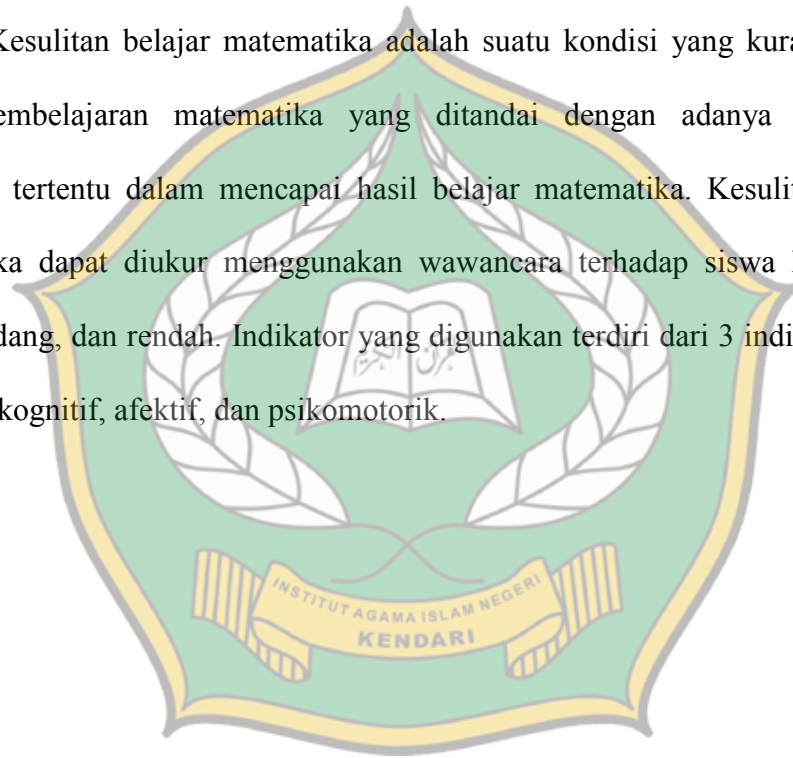 Kesulitan belajar matematika adalah suatu kondisi yang kura
embelajaran matematika yang ditandai dengan adanya
tertentu dalam mencapai hasil belajar matematika. Kesulit
ka dapat diukur menggunakan wawancara terhadap siswa
dang, dan rendah. Indikator yang digunakan terdiri dari 3 indi
kognitif, afektif, dan psikomotorik.
INSTITUT AGAMA ISLAM NEGERI
KENDARI